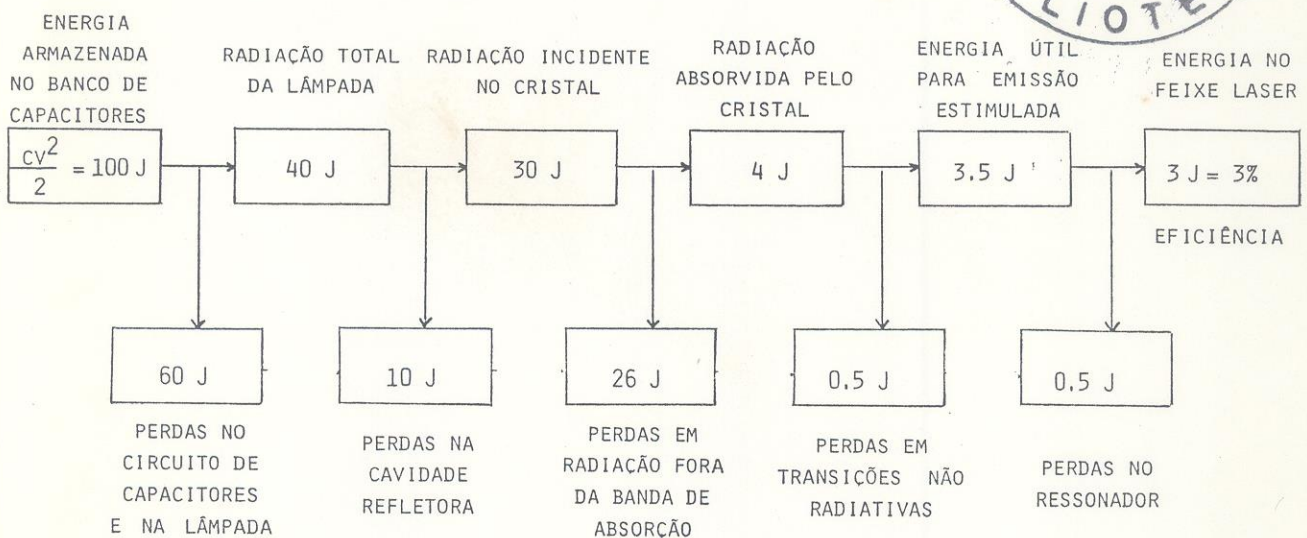 LIOTE
ENERGIA
ARMAZENADA
NO BANCO DE
CAPACITORES
CV²/2 = 100 J
RADIAÇÃO TOTAL
DA LÂMPADA
40 J
RADIAÇÃO INCIDENTE
NO CRISTAL
30 J
RADIAÇÃO
ABSORVIDA PELO
CRISTAL
4 J
ENERGIA ÚTIL
PARA EMISSÃO
ESTIMULADA
3.5 J
ENERGIA NO
FEIXE LASER
3 J = 3%
EFICIÊNCIA
60 J
PERDAS NO
CIRCUITO DE
CAPACITORES
E NA LÂMPADA
10 J
PERDAS NA
CAVIDADE
REFLETORA
26 J
PERDAS EM
RADIAÇÃO FORA
DA BANDA DE
ABSORÇÃO
0.5 J
PERDAS EM
TRANSIÇÕES NÃO
RADIATIVAS
0.5 J
PERDAS NO
RESSONADOR